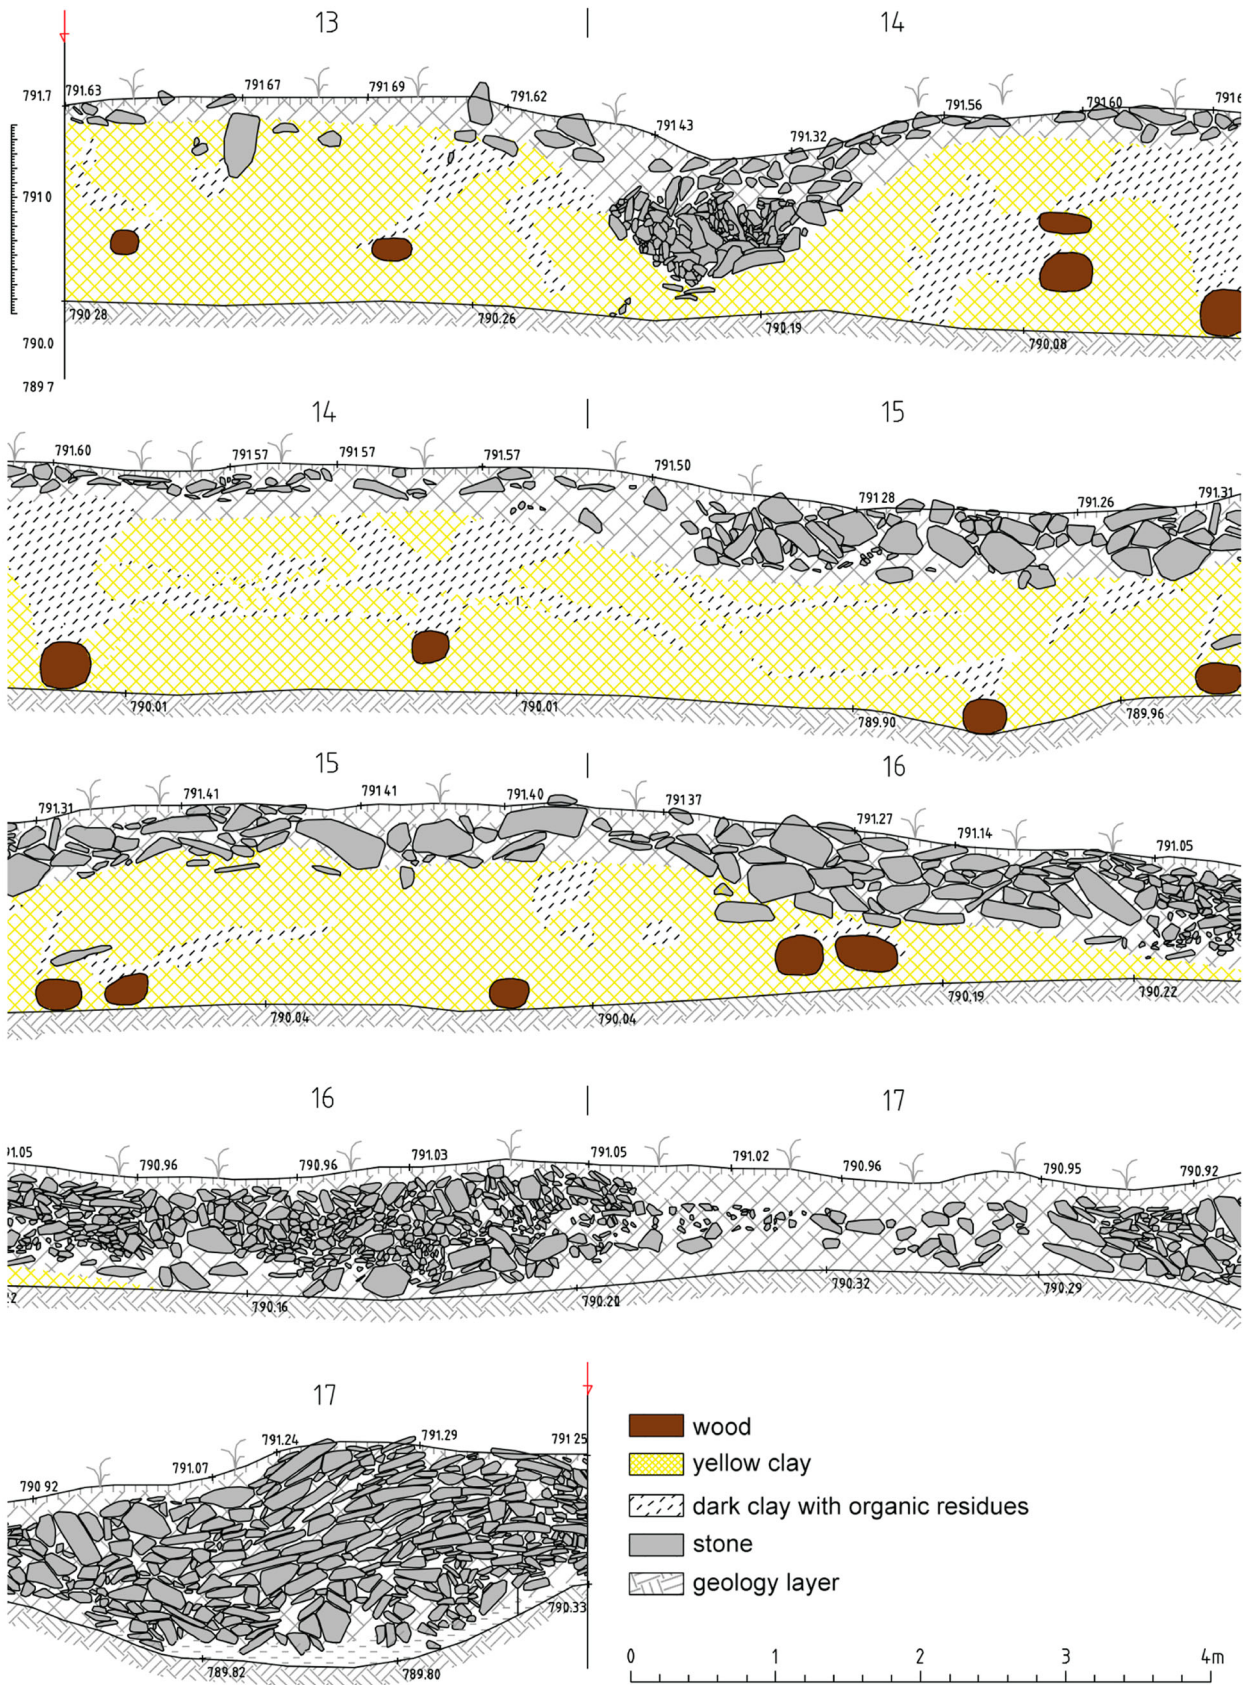 13 | 14
791.63 791 67 791 69 791.62 791 43 791.32 791.56 791 60 7916
791.7
791 0
790.0
789 7
790 28 790.26 790.19 790.08
14 | 15
791.60 791 57 791 57 791.57 791.50 791 28 791.26 791.31
790.01 790.01 789.90 789.96
15 | 16
791.31 791.41 791 41 791.40 791 37 791.27 791.14 791.05
790.04 790.04 790.19 790.22
16 | 17
91.05 790.96 790.96 791.03 791.05 791.02 790.96 790.95 790.92
22 790.16 790.20 790.32 790.29
17
790 92 791.07 791.24 791.29 791 25
789.82 789.80 790.33
wood
yellow clay
dark clay with organic residues
stone
geology layer
0 1 2 3 4m